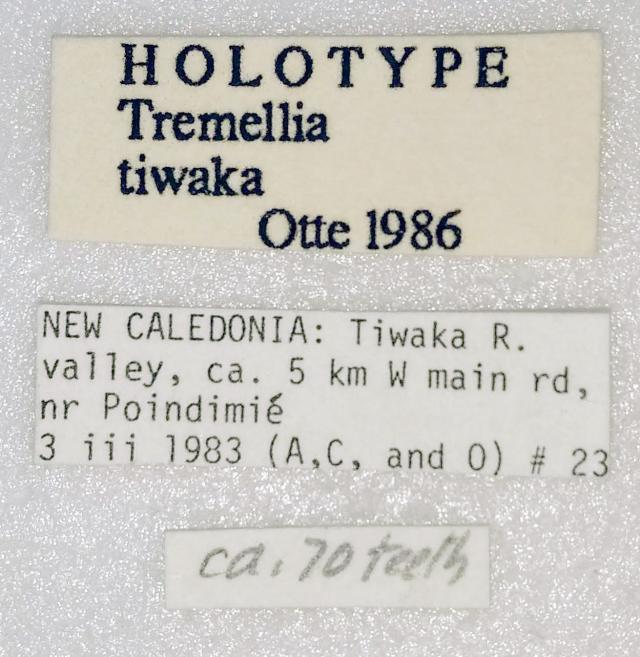 HOLOTYPE
Tremellia
tiwaka
Otte 1986
NEW CALEDONIA: Tiwaka R.
valley, ca. 5 km W main rd,
nr Poindimié
3 iii 1983 (A,C, and O) # 23
ca. 70 teeth